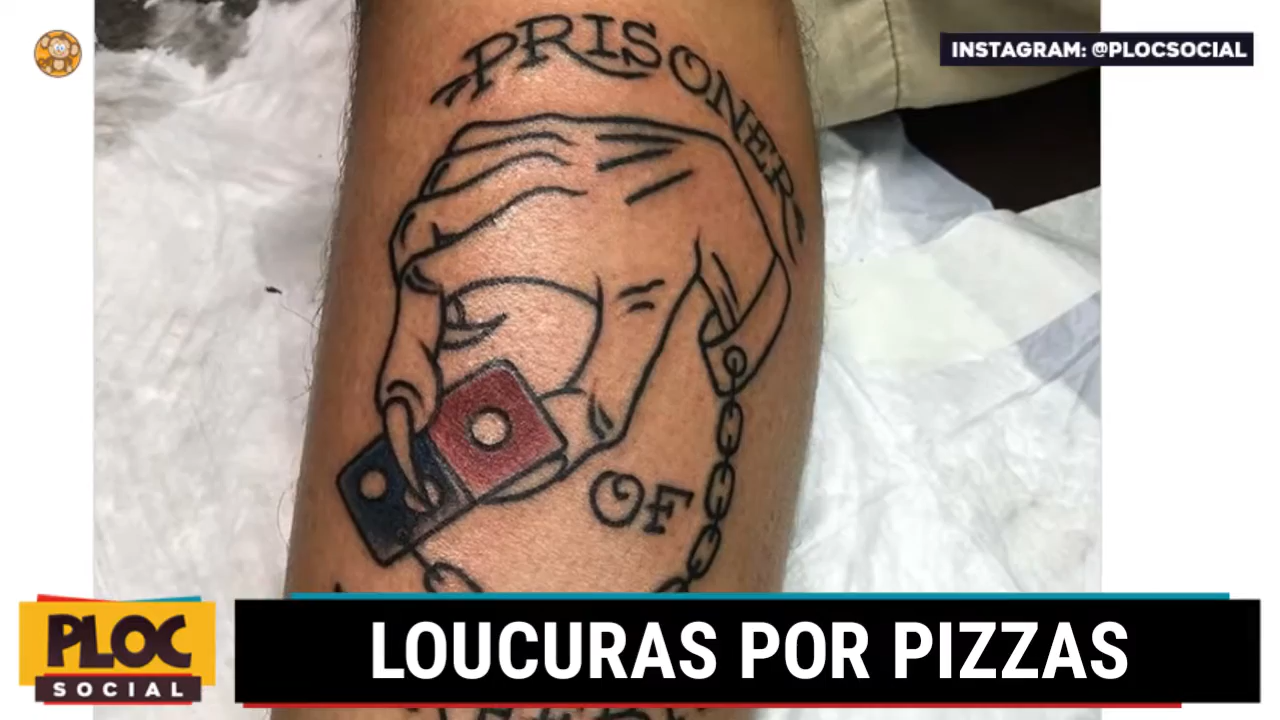 INSTAGRAM: @PLOCSOCIAL
PRISONER
OF
PLOC
SOCIAL
LOUCURAS POR PIZZAS